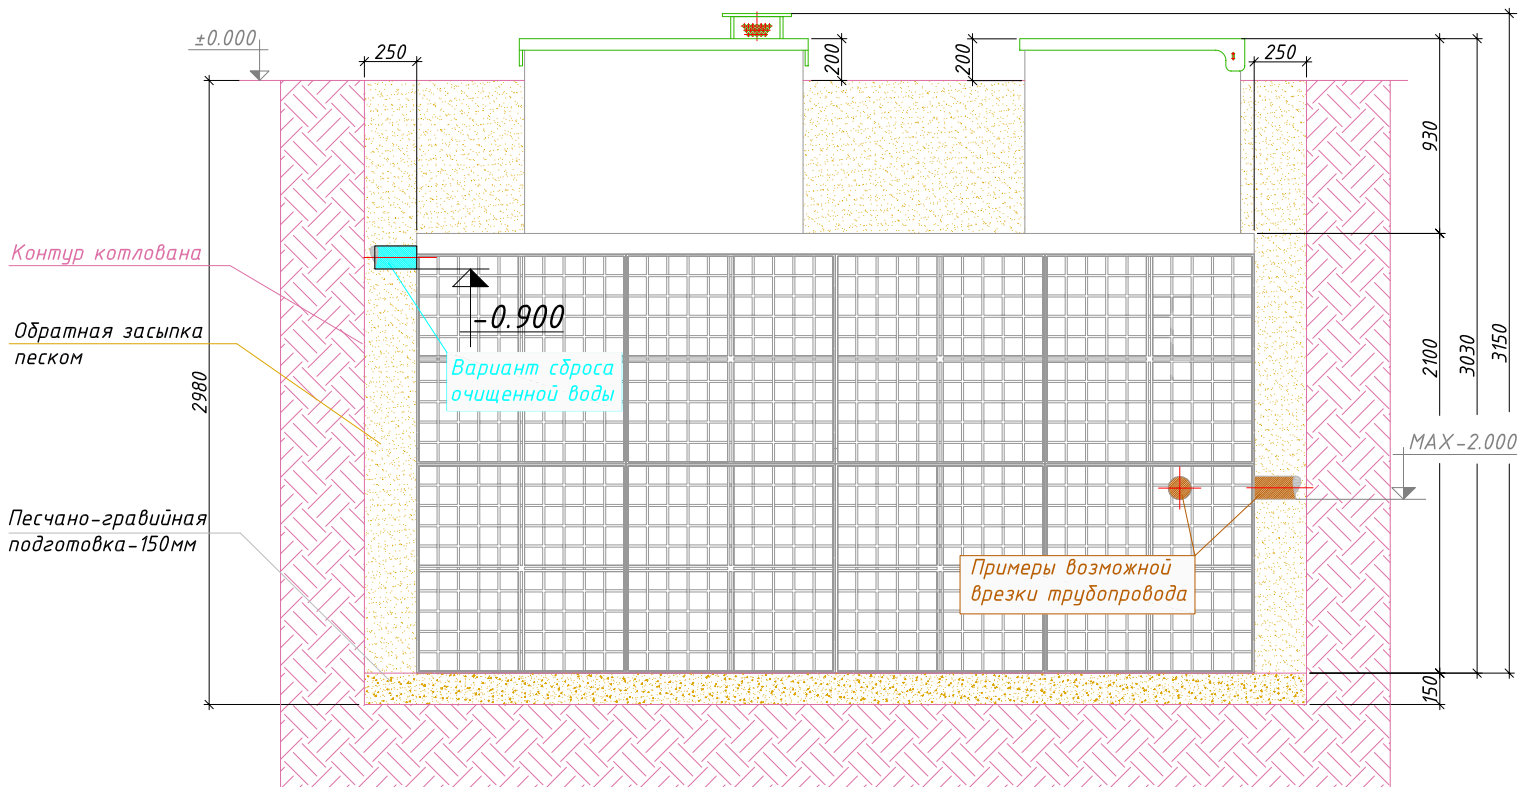 ±0.000
250
200
200
250
930
Контур котлована
-0.900
Обратная засыпка
песком
2980
Вариант сброса
очищенной воды
2100
3030
3150
MAX-2.000
Песчано-гравийная
подготовка-150мм
Примеры возможной
врезки трубопровода
150